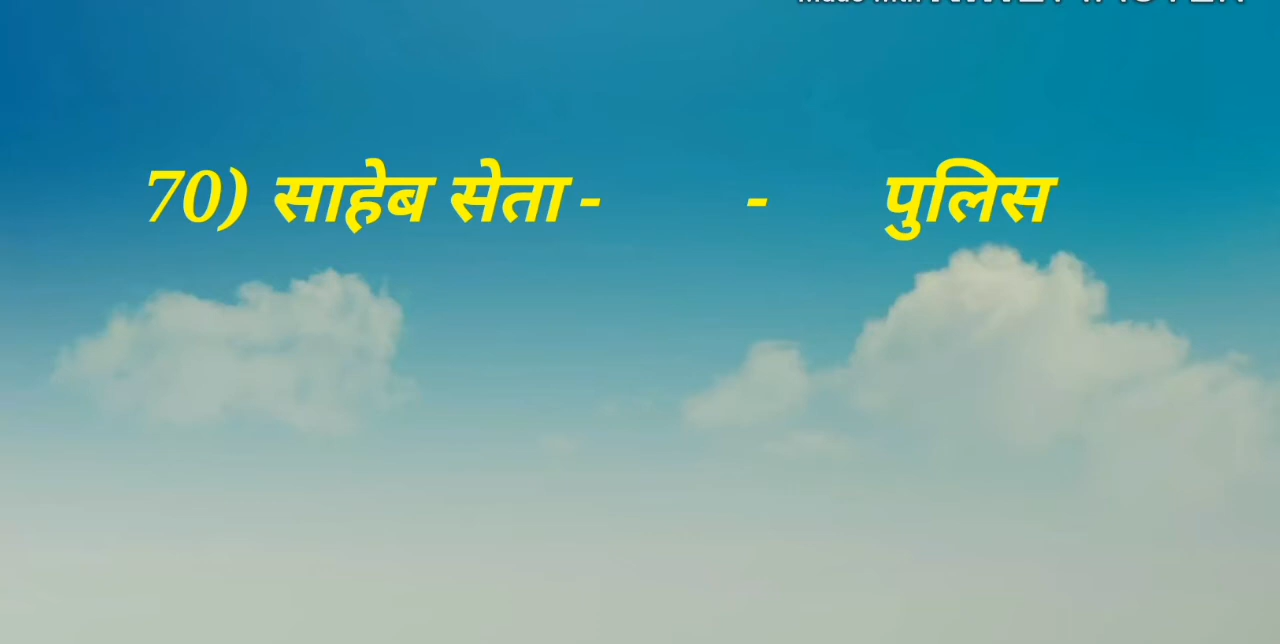 70) साहेब सेता - - पुलिस